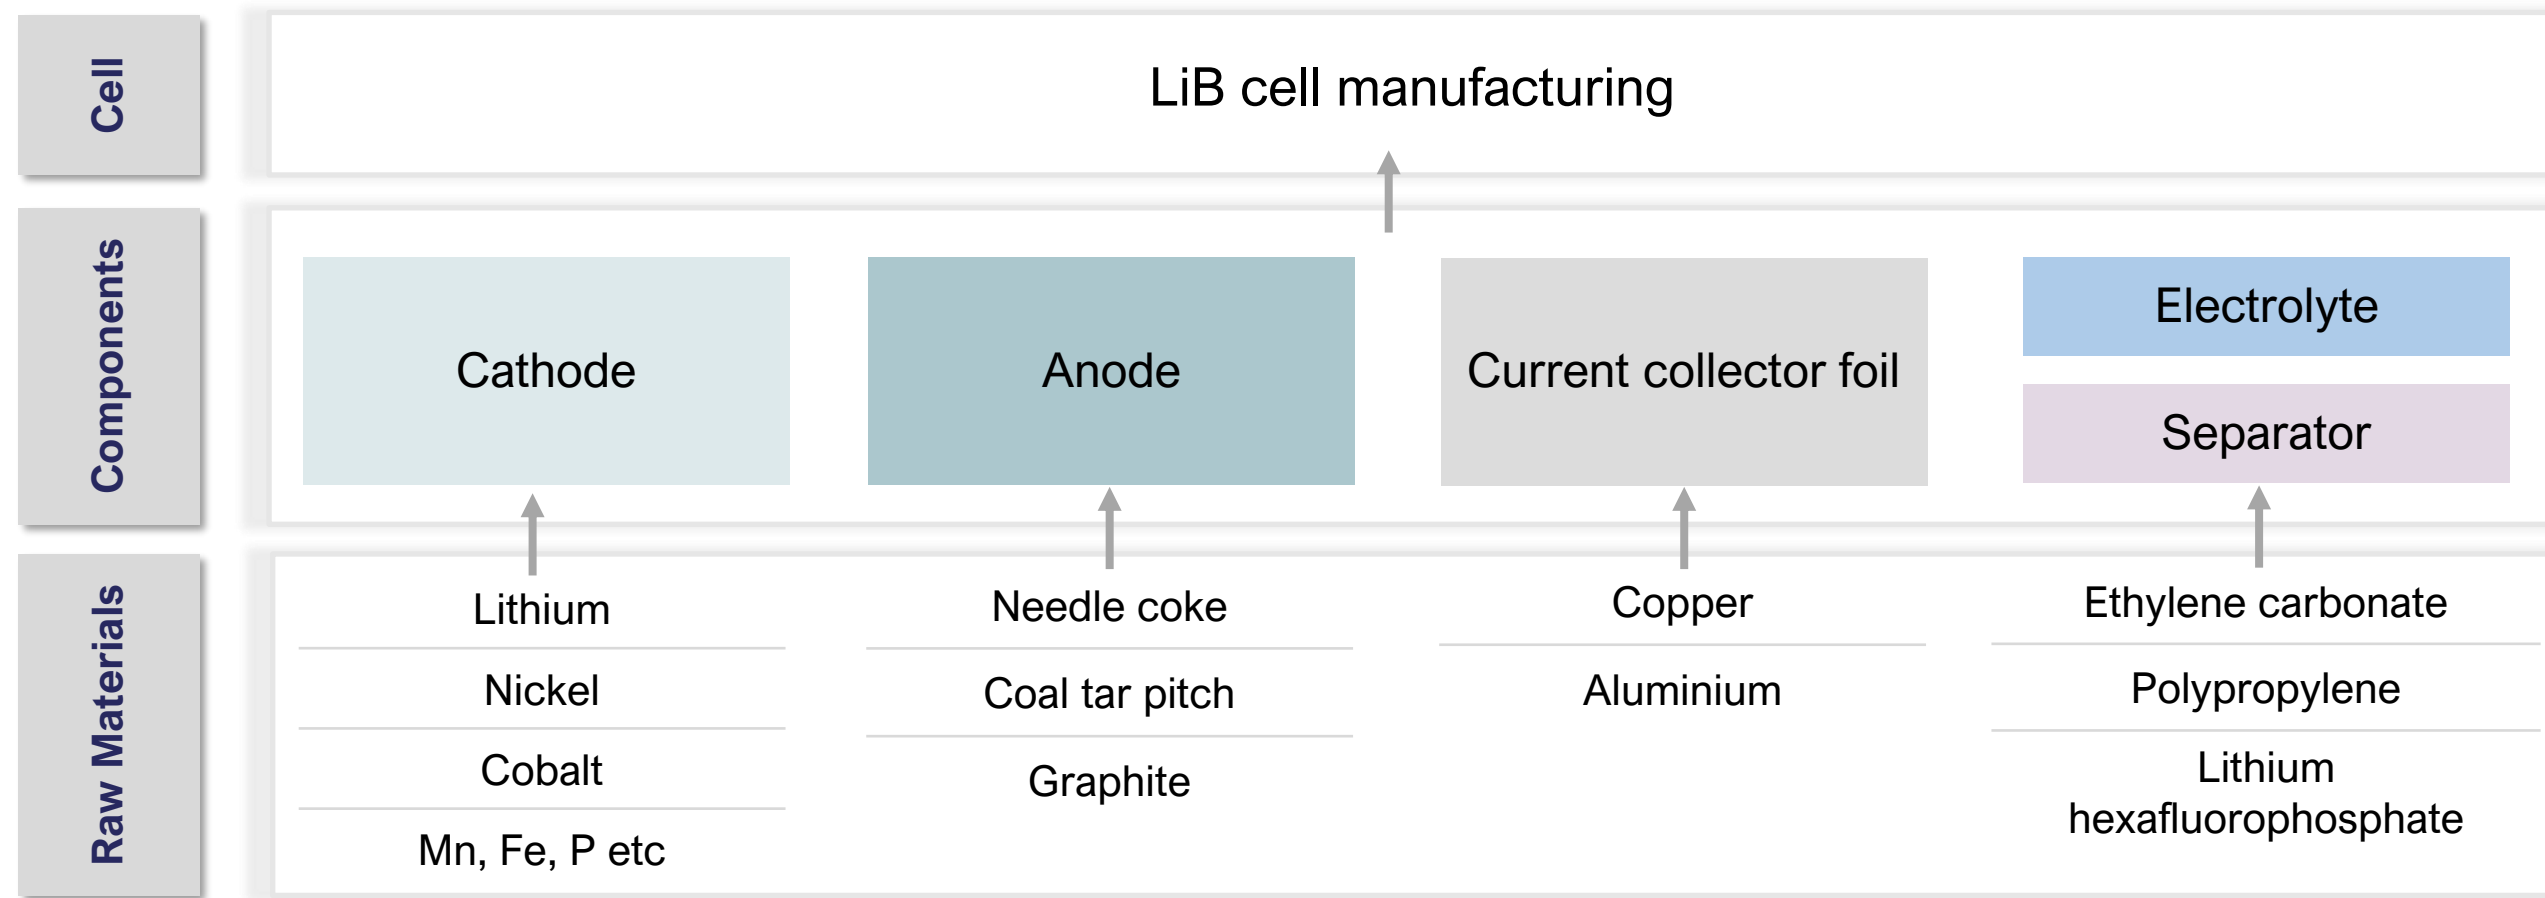 Cell
LiB cell manufacturing
Components
Cathode
Anode
Current collector foil
Electrolyte
Separator
Raw Materials
Lithium
Nickel
Cobalt
Mn, Fe, P etc
Needle coke
Coal tar pitch
Graphite
Copper
Aluminium
Ethylene carbonate
Polypropylene
Lithium
hexafluorophosphate